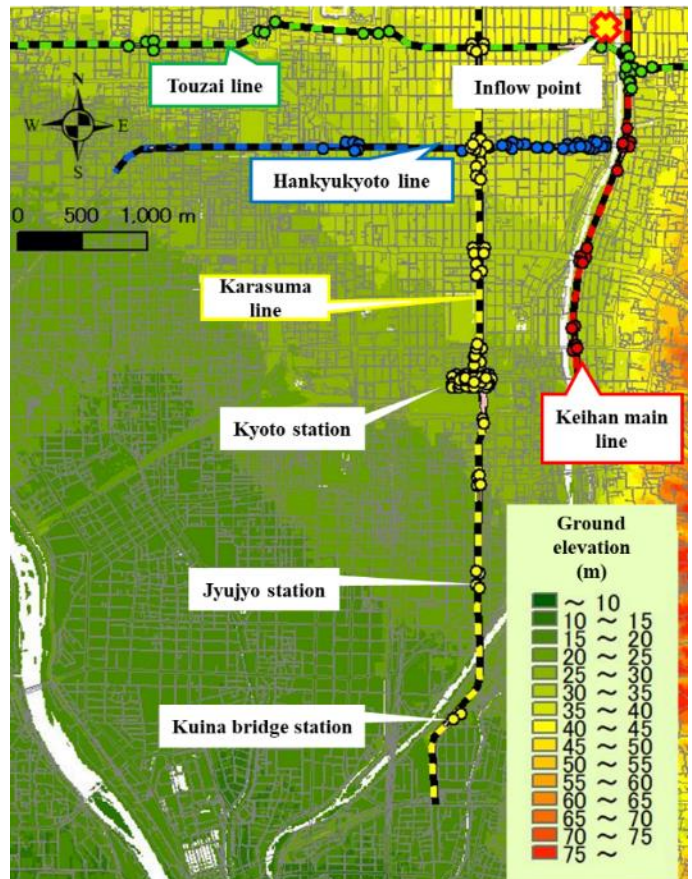 Touzai line
Inflow point
N
W E
S
Hankyukyoto line
0 500 1,000 m
Karasuma
line
Kyoto station
Keihan main
line
Jyujyo station
Kuina bridge station
Ground
elevation
(m)
～ 10
10 ～ 15
15 ～ 20
20 ～ 25
25 ～ 30
30 ～ 35
35 ～ 40
40 ～ 45
45 ～ 50
50 ～ 55
55 ～ 60
60 ～ 65
65 ～ 70
70 ～ 75
75 ～